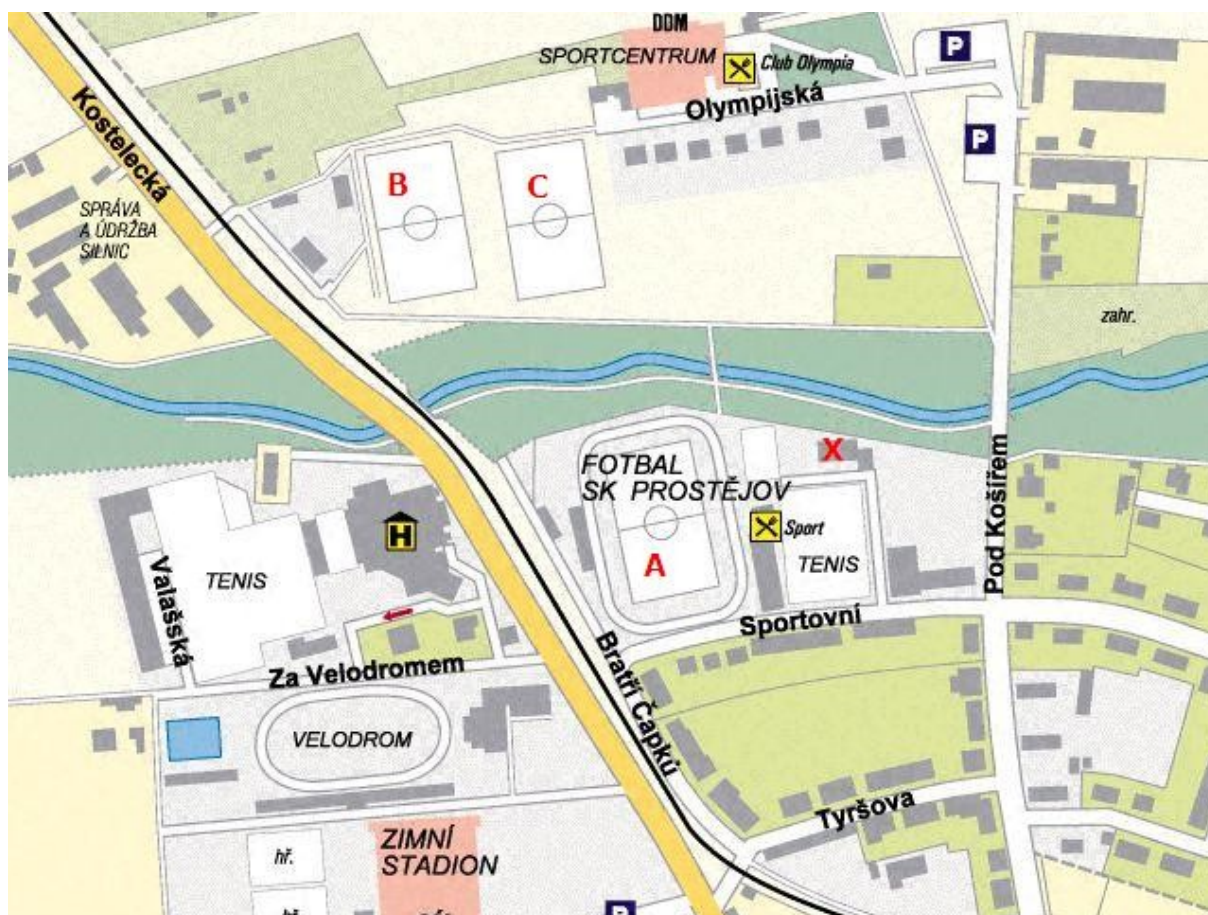 DDM
SPORTCENTRUM
Club Olympia
P
Olympijská
P
Kostelecká
B
C
SPRÁVA
A ÚDRŽBA
SILNIC
zahr.
X
FOTBAL
SK PROSTĚJOV
Sport
H
A
TENIS
TENIS
Pod Košířem
Valašská
Sportovní
Za Velodromem
Bratří Čapků
VELODROM
Tyršova
ZIMNÍ
STADION
hř.
P